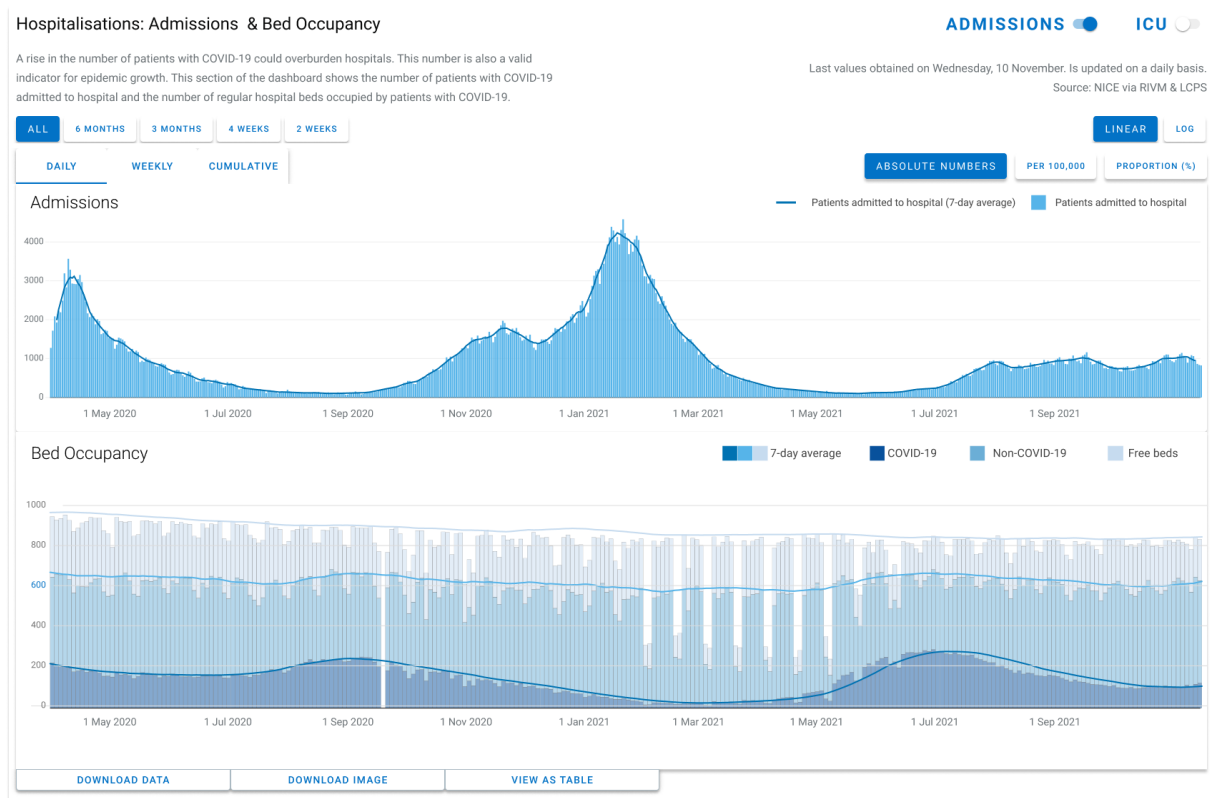 Hospitalisations: Admissions & Bed Occupancy
ADMISSIONS
ICU
A rise in the number of patients with COVID-19 could overburden hospitals. This number is also a valid
indicator for epidemic growth. This section of the dashboard shows the number of patients with COVID-19
admitted to hospital and the number of regular hospital beds occupied by patients with COVID-19.
Last values obtained on Wednesday, 10 November. Is updated on a daily basis.
Source: NICE via RIVM & LCPS
ALL
6 MONTHS
3 MONTHS
4 WEEKS
2 WEEKS
LINEAR
LOG
DAILY
WEEKLY
CUMULATIVE
ABSOLUTE NUMBERS
PER 100,000
PROPORTION (%)
Admissions
Patients admitted to hospital (7-day average)
Patients admitted to hospital
4000
3000
2000
1000
0
1 May 2020
1 Jul 2020
1 Sep 2020
1 Nov 2020
1 Jan 2021
1 Mar 2021
1 May 2021
1 Jul 2021
1 Sep 2021
Bed Occupancy
7-day average
COVID-19
Non-COVID-19
Free beds
1000
800
600
400
200
0
1 May 2020
1 Jul 2020
1 Sep 2020
1 Nov 2020
1 Jan 2021
1 Mar 2021
1 May 2021
1 Jul 2021
1 Sep 2021
DOWNLOAD DATA
DOWNLOAD IMAGE
VIEW AS TABLE